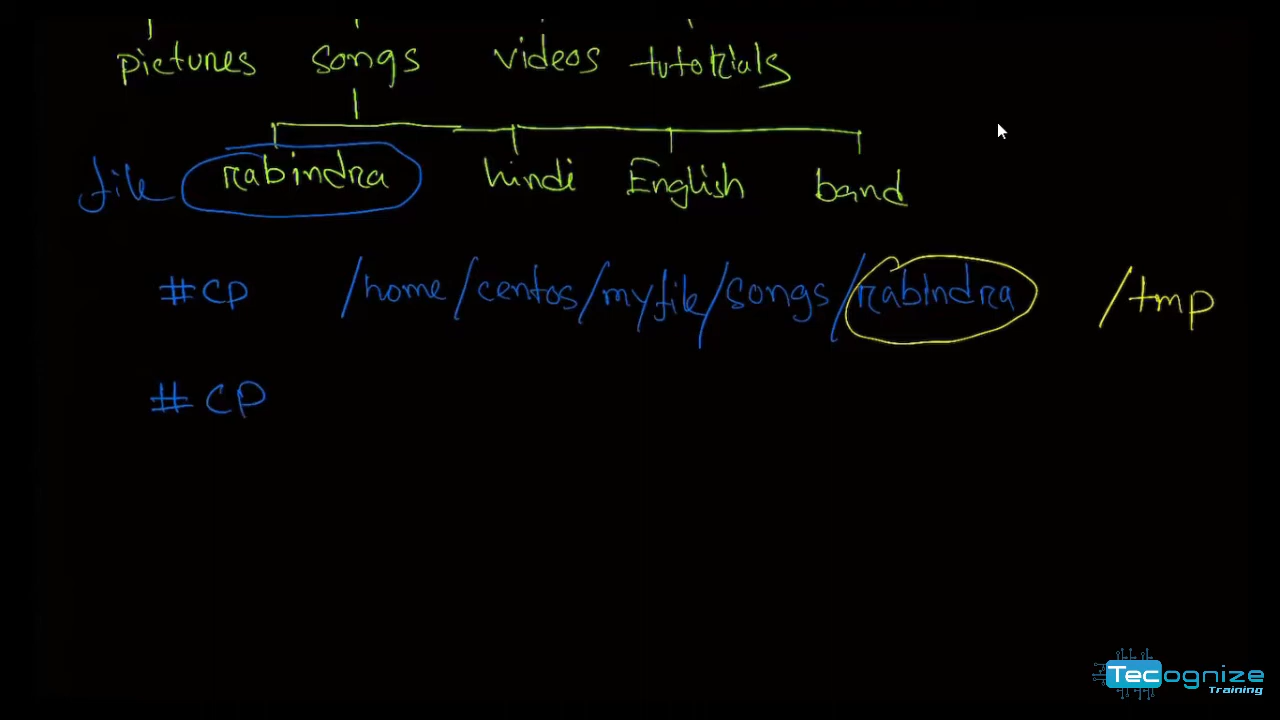 pictures songs videos tutorials
file rabindra hindi English band
#cp /home/centos/myfile/songs/rabindra /tmp
#cp
Tecognize
Training